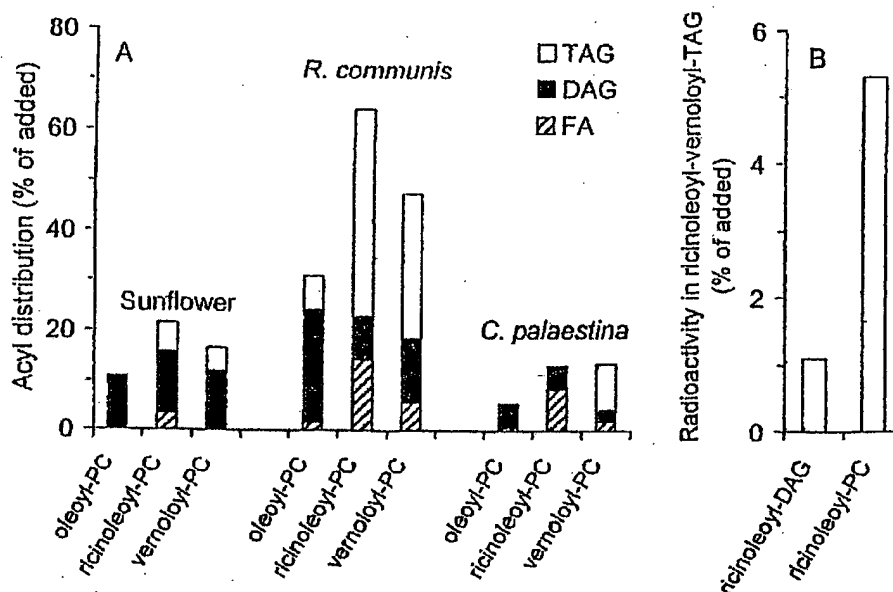 A
Acyl distribution (% of added)
80
60
40
20
0
Sunflower
R. communis
C. palaestina
TAG
DAG
FA
oleoyl-PC
ricinoleoyl-PC
vernoloyl-PC
oleoyl-PC
ricinoleoyl-PC
vernoloyl-PC
oleoyl-PC
ricinoleoyl-PC
vernoloyl-PC
B
Radioactivity in ricinoleoyl-vernoloyl-TAG
(% of added)
6
4
2
0
ricinoleoyl-DAG
ricinoleoyl-PC